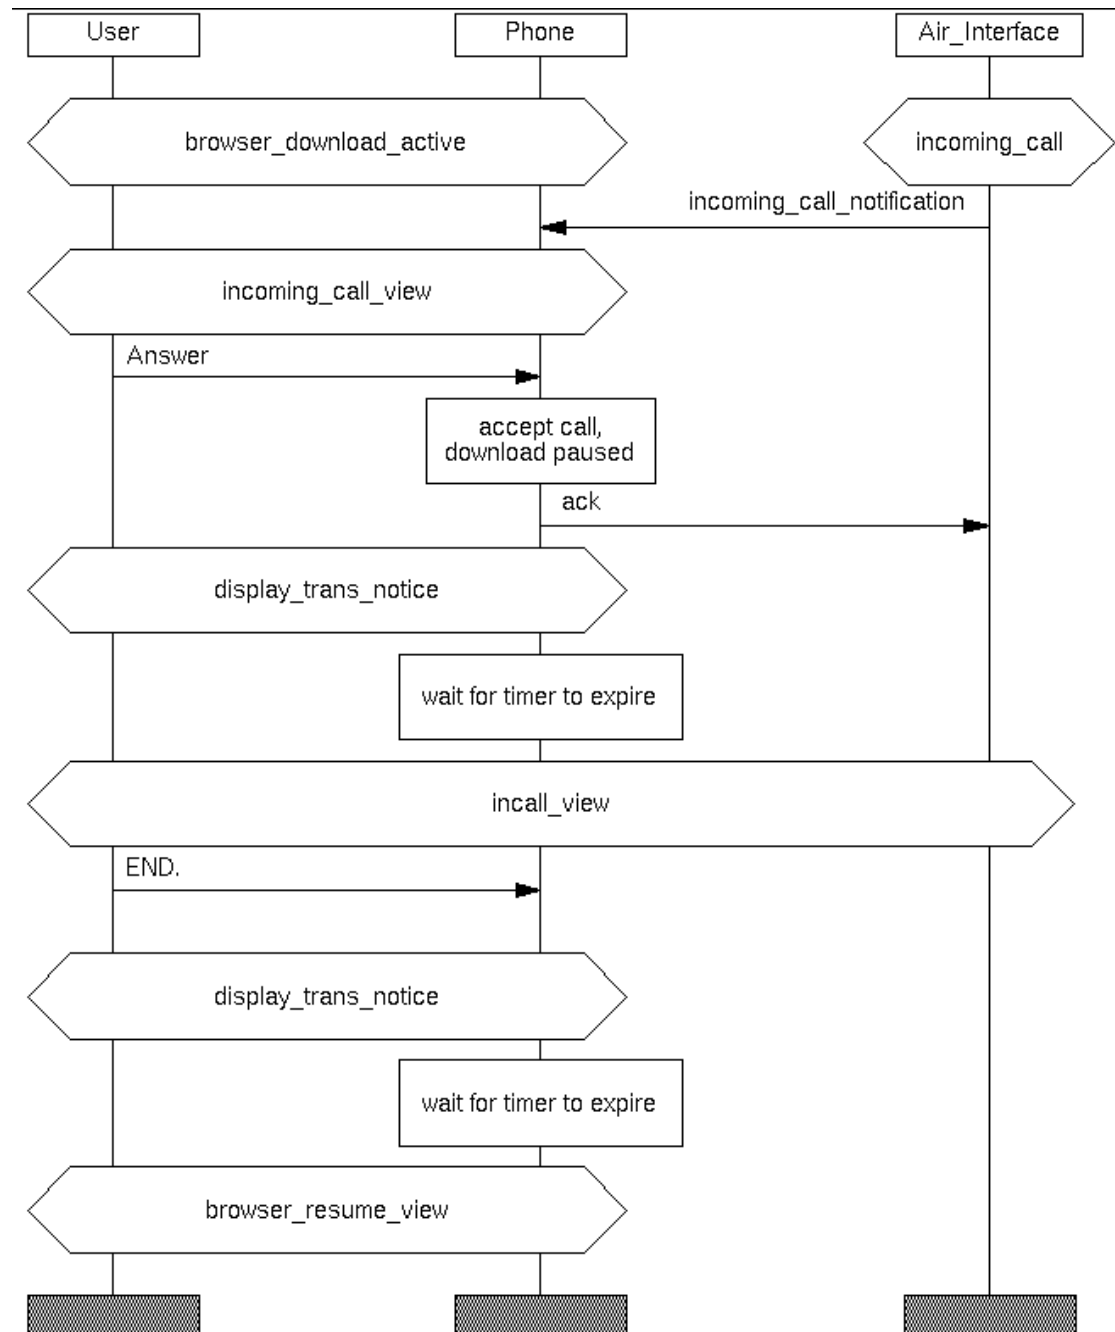 User
Phone
Air_Interface
browser_download_active
incoming_call
incoming_call_notification
incoming_call_view
Answer
accept call,
download paused
ack
display_trans_notice
wait for timer to expire
incall_view
END.
display_trans_notice
wait for timer to expire
browser_resume_view